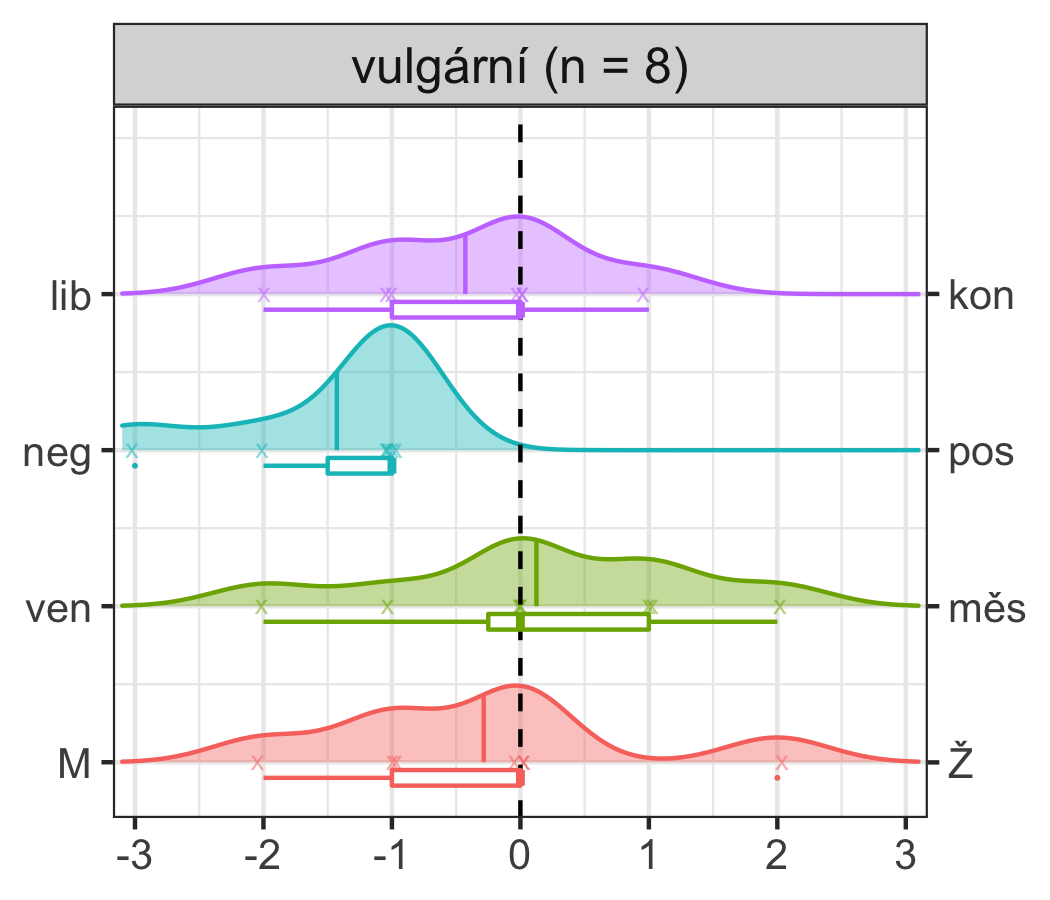 vulgární (n = 8)
lib kon
neg pos
ven měs
M Ž
-3 -2 -1 0 1 2 3